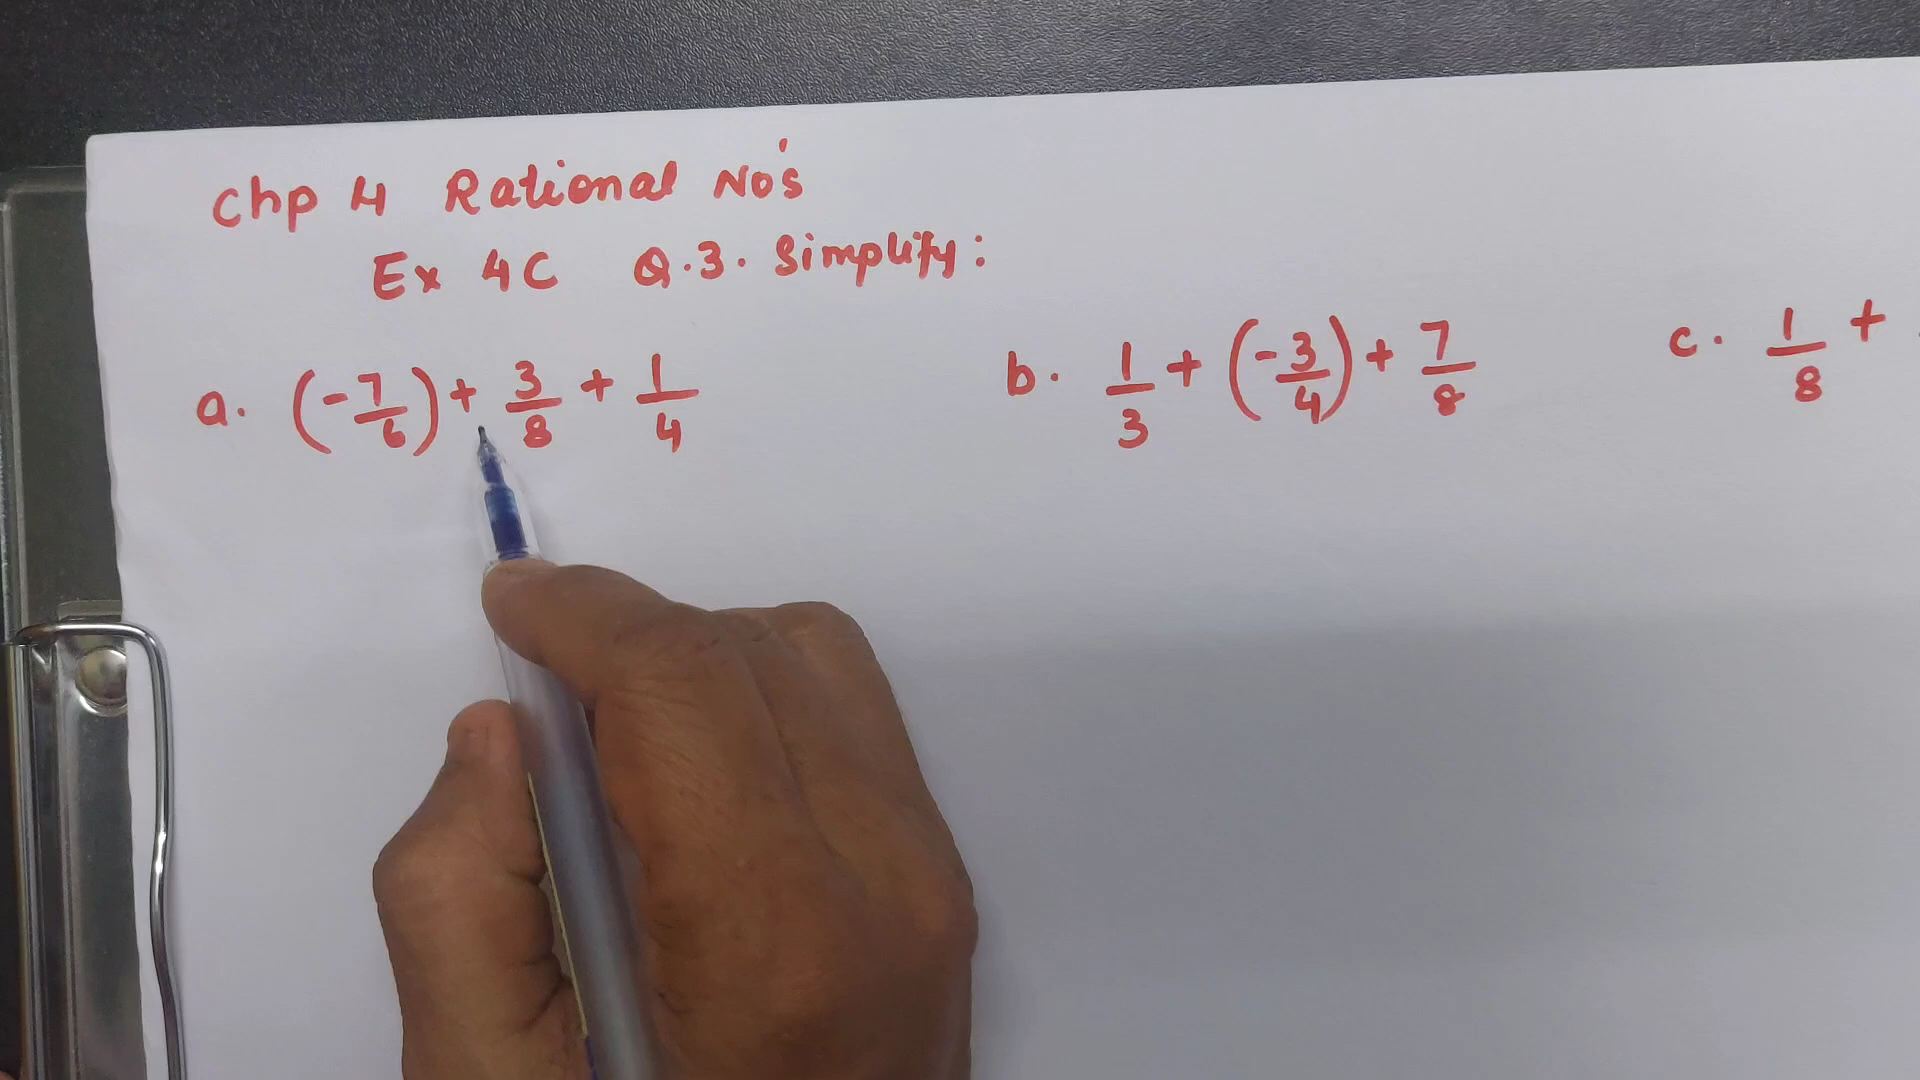 Chp 4 Rational No's
Ex 4C Q.3. Simplify:
a. (-7/6) + 3/8 + 1/4
b. 1/3 + (-3/4) + 7/8
c. 1/8 +